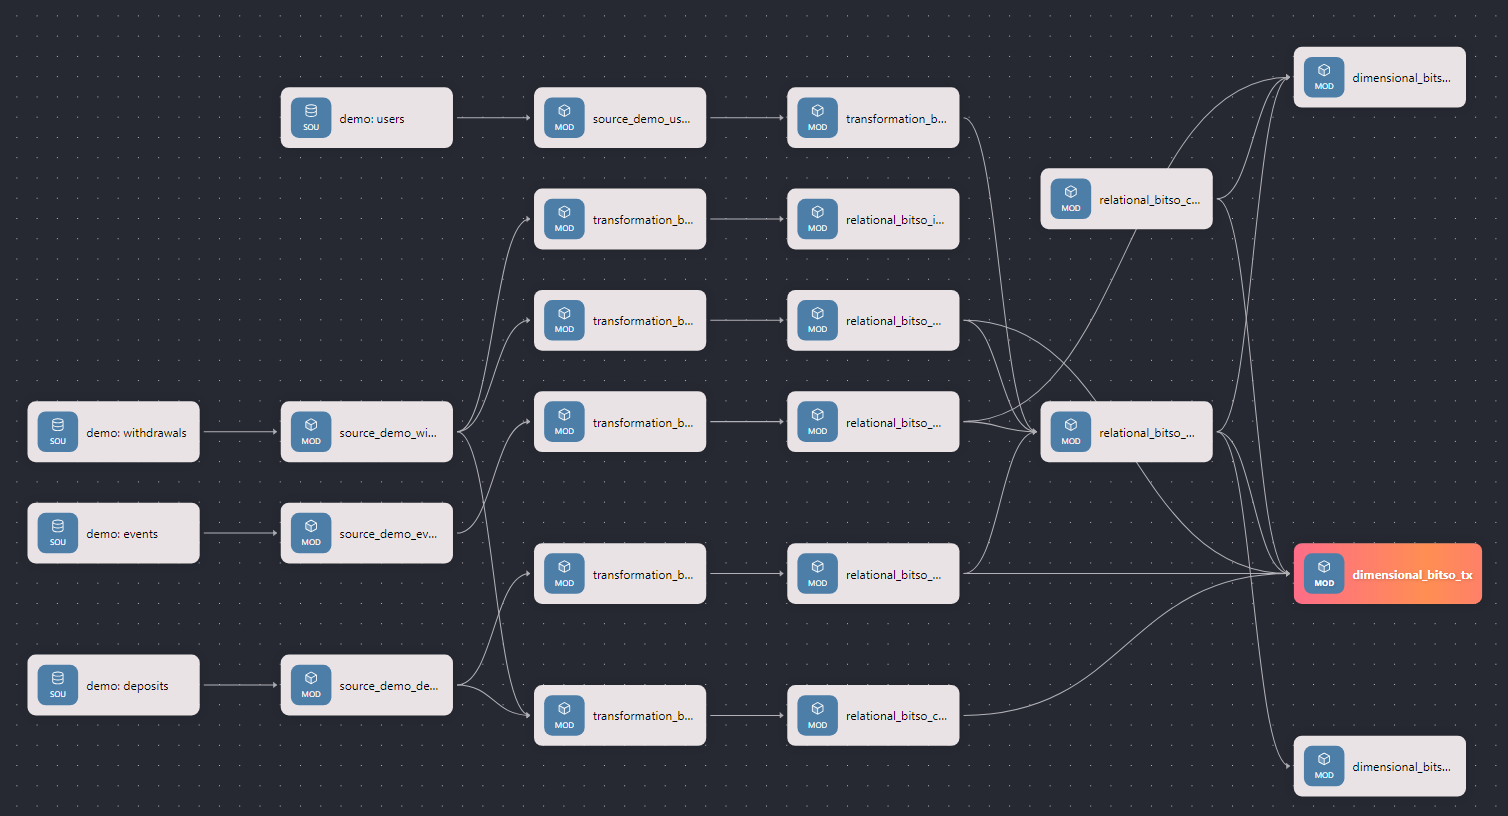 MOD
dimensional_bits...
SOU
demo: users
MOD
source_demo_us...
MOD
transformation_b...
MOD
relational_bitso_c...
MOD
transformation_b...
MOD
relational_bitso_i...
MOD
transformation_b...
MOD
relational_bitso_...
SOU
demo: withdrawals
MOD
source_demo_wi...
MOD
transformation_b...
MOD
relational_bitso_...
MOD
relational_bitso_...
SOU
demo: events
MOD
source_demo_ev...
MOD
transformation_b...
MOD
relational_bitso_...
MOD
dimensional_bitso_tx
SOU
demo: deposits
MOD
source_demo_de...
MOD
transformation_b...
MOD
relational_bitso_c...
MOD
dimensional_bits...